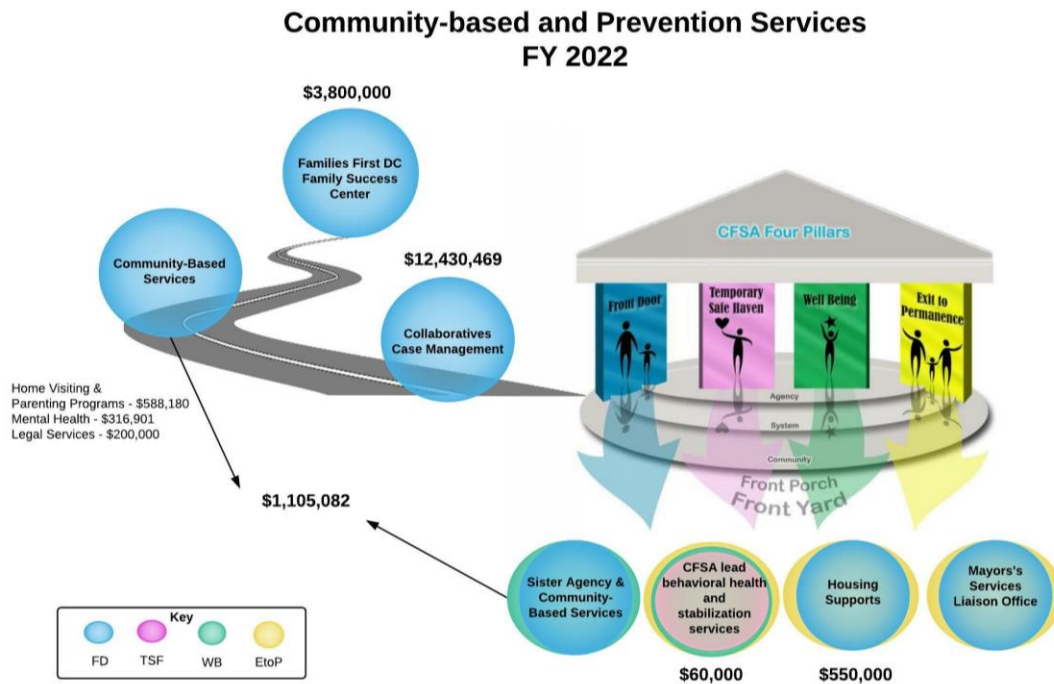 Community-based and Prevention Services
FY 2022
$3,800,000
Families First DC
Family Success
Center
Community-Based
Services
$12,430,469
Collaboratives
Case Management
Home Visiting &
Parenting Programs - $588,180
Mental Health - $316,901
Legal Services - $200,000
$1,105,082
CFSA Four Pillars
Front Door
Temporary
Safe Haven
Well Being
Exit to
Permanence
Agency
System
Community
Front Porch
Front Yard
Sister Agency &
Community-
Based Services
CFSA lead
behavioral health
and
stabilization
services
Housing
Supports
Mayors's
Services
Liaison Office
$60,000
$550,000
Key
FD
TSF
WB
EtoP